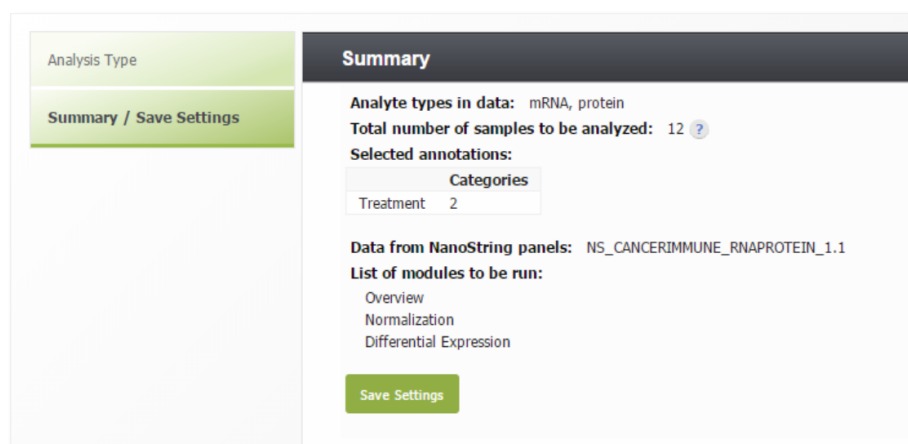 Analysis Type
Summary / Save Settings
Summary
Analyte types in data: mRNA, protein
Total number of samples to be analyzed: 12 ?
Selected annotations:
Categories
Treatment 2
Data from NanoString panels: NS_CANCERIMMUNE_RNAPROTEIN_1.1
List of modules to be run:
Overview
Normalization
Differential Expression
Save Settings